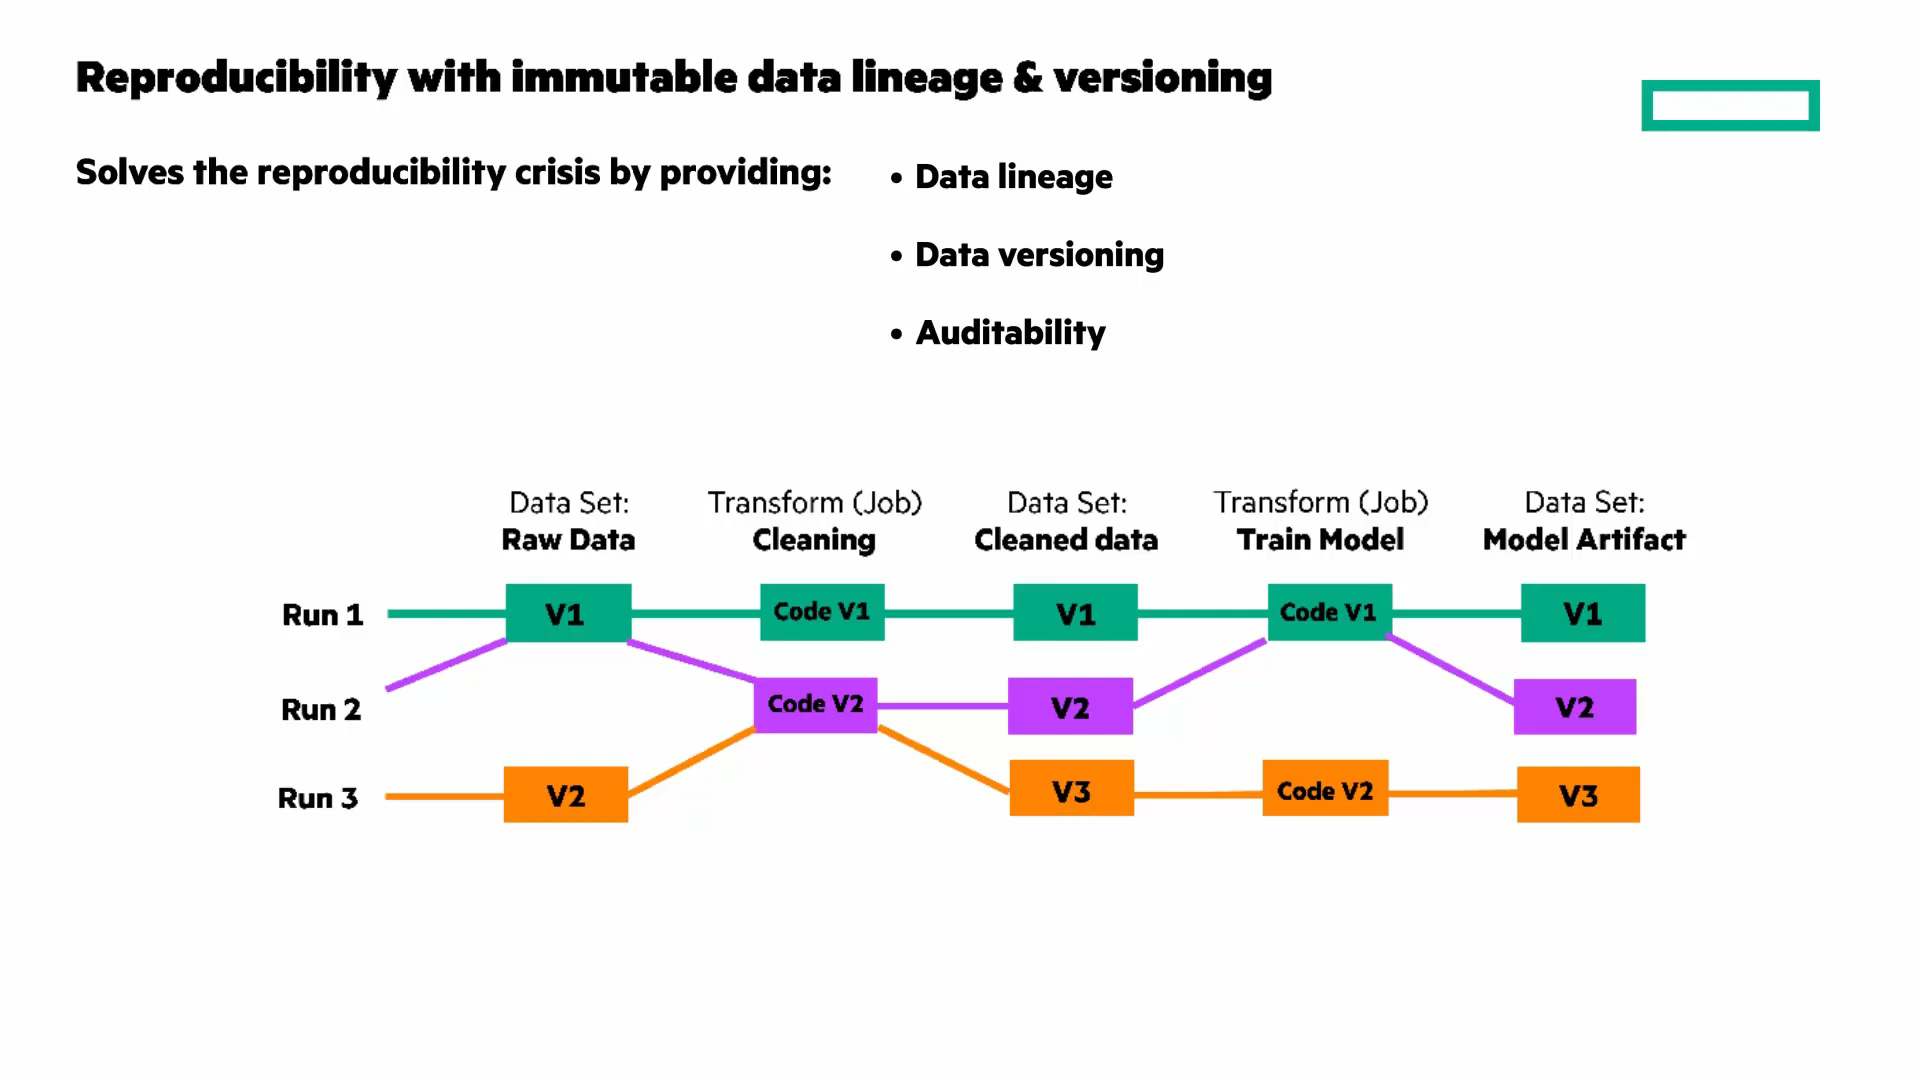 Reproducibility with immutable data lineage & versioning
Solves the reproducibility crisis by providing:
• Data lineage
• Data versioning
• Auditability
Data Set:
Raw Data
Transform (Job)
Cleaning
Data Set:
Cleaned data
Transform (Job)
Train Model
Data Set:
Model Artifact
Run 1
V1
Code V1
V1
Code V1
V1
Run 2
Code V2
V2
V2
Run 3
V2
V3
Code V2
V3